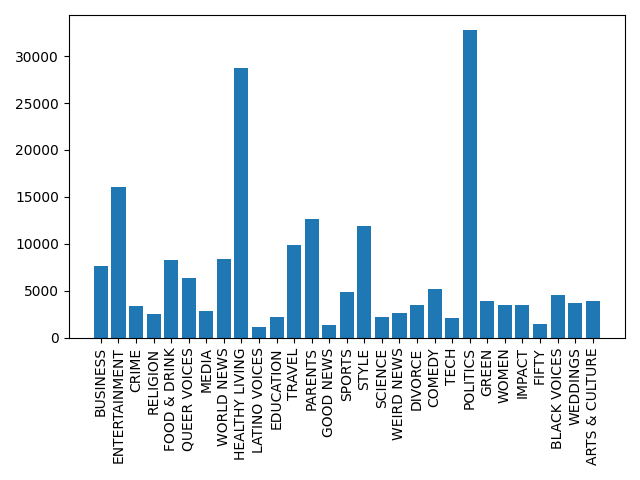 30000
25000
20000
15000
10000
5000
0
BUSINESS
ENTERTAINMENT
CRIME
RELIGION
FOOD & DRINK
QUEER VOICES
MEDIA
WORLD NEWS
HEALTHY LIVING
LATINO VOICES
EDUCATION
TRAVEL
PARENTS
GOOD NEWS
SPORTS
STYLE
SCIENCE
WEIRD NEWS
DIVORCE
COMEDY
TECH
POLITICS
GREEN
WOMEN
IMPACT
FIFTY
BLACK VOICES
WEDDINGS
ARTS & CULTURE